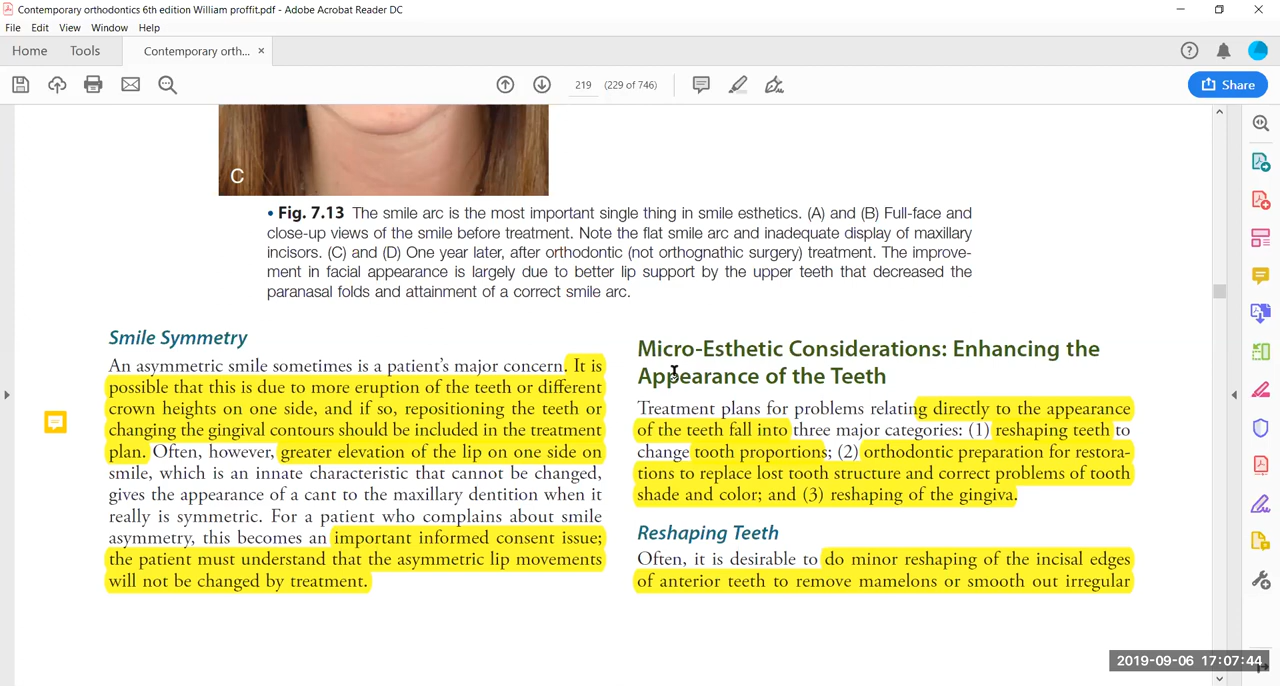 Contemporary orthodontics 6th edition William proffit.pdf - Adobe Acrobat Reader DC
File Edit View Window Help
Home Tools Contemporary orth... ×
219 (229 of 746)
Share
C
• Fig. 7.13 The smile arc is the most important single thing in smile esthetics. (A) and (B) Full-face and
close-up views of the smile before treatment. Note the flat smile arc and inadequate display of maxillary
incisors. (C) and (D) One year later, after orthodontic (not orthognathic surgery) treatment. The improve-
ment in facial appearance is largely due to better lip support by the upper teeth that decreased the
paranasal folds and attainment of a correct smile arc.
Smile Symmetry
An asymmetric smile sometimes is a patient's major concern. It is
possible that this is due to more eruption of the teeth or different
crown heights on one side, and if so, repositioning the teeth or
changing the gingival contours should be included in the treatment
plan. Often, however, greater elevation of the lip on one side on
smile, which is an innate characteristic that cannot be changed,
gives the appearance of a cant to the maxillary dentition when it
really is symmetric. For a patient who complains about smile
asymmetry, this becomes an important informed consent issue;
the patient must understand that the asymmetric lip movements
will not be changed by treatment.
Micro-Esthetic Considerations: Enhancing the
Appearance of the Teeth
Treatment plans for problems relating directly to the appearance
of the teeth fall into three major categories: (1) reshaping teeth to
change tooth proportions; (2) orthodontic preparation for restora-
tions to replace lost tooth structure and correct problems of tooth
shade and color; and (3) reshaping of the gingiva.
Reshaping Teeth
Often, it is desirable to do minor reshaping of the incisal edges
of anterior teeth to remove mamelons or smooth out irregular
2019-09-06 17:07:44